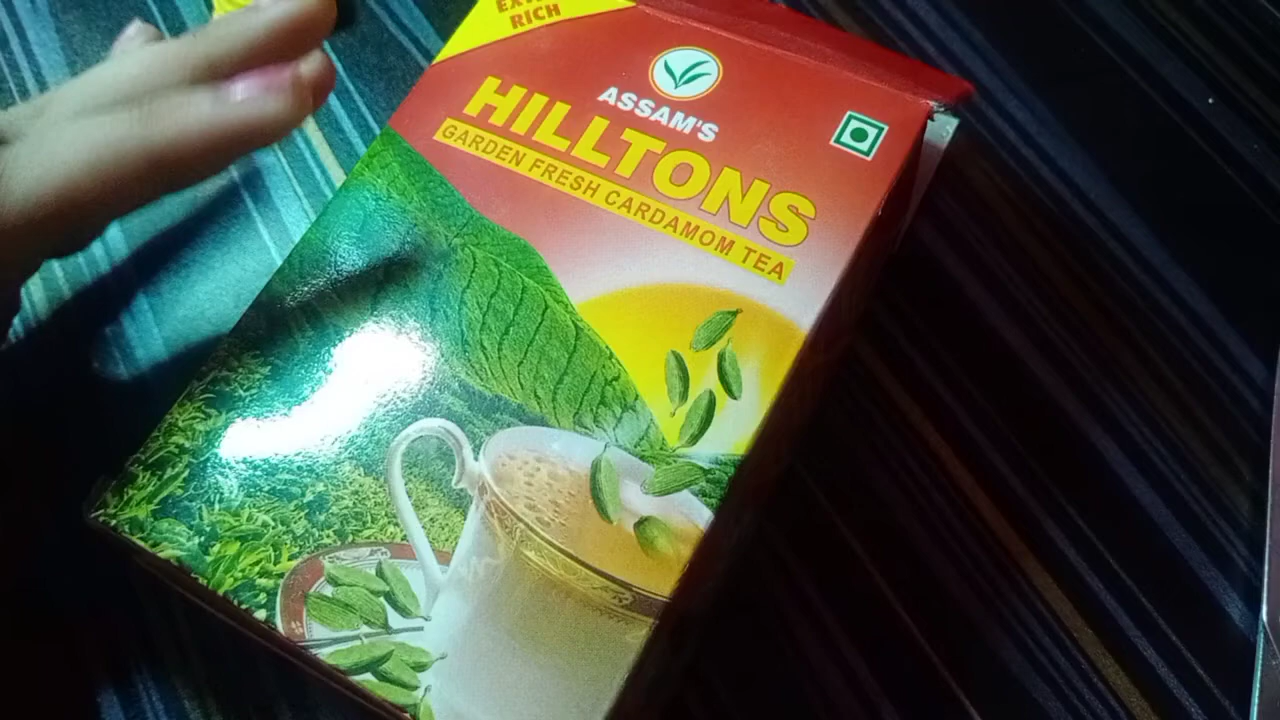 RICH
ASSAM'S
HILLTONS
GARDEN FRESH CARDAMOM TEA